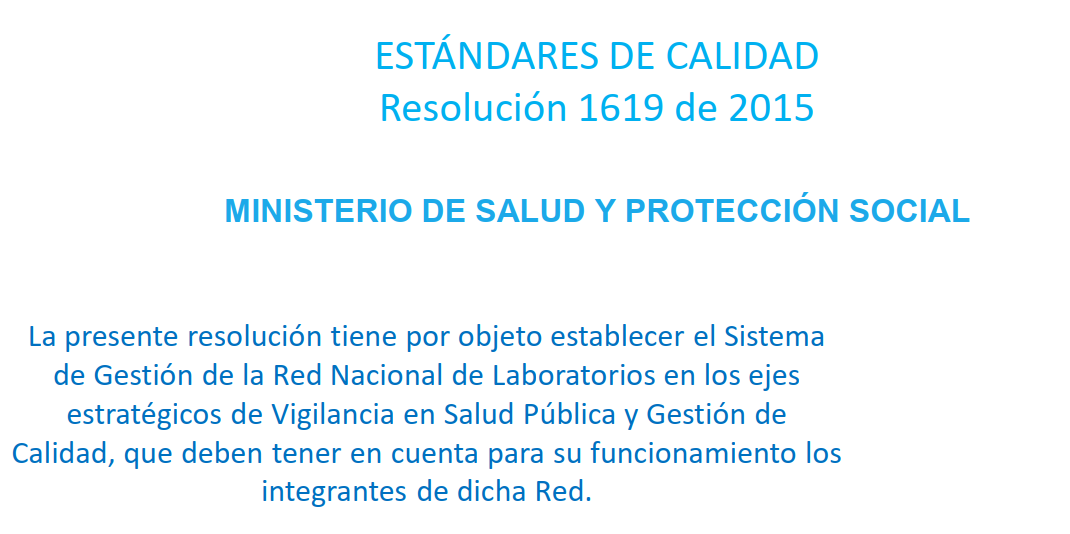 ESTÁNDARES DE CALIDAD
Resolución 1619 de 2015
MINISTERIO DE SALUD Y PROTECCIÓN SOCIAL
La presente resolución tiene por objeto establecer el Sistema
de Gestión de la Red Nacional de Laboratorios en los ejes
estratégicos de Vigilancia en Salud Pública y Gestión de
Calidad, que deben tener en cuenta para su funcionamiento los
integrantes de dicha Red.